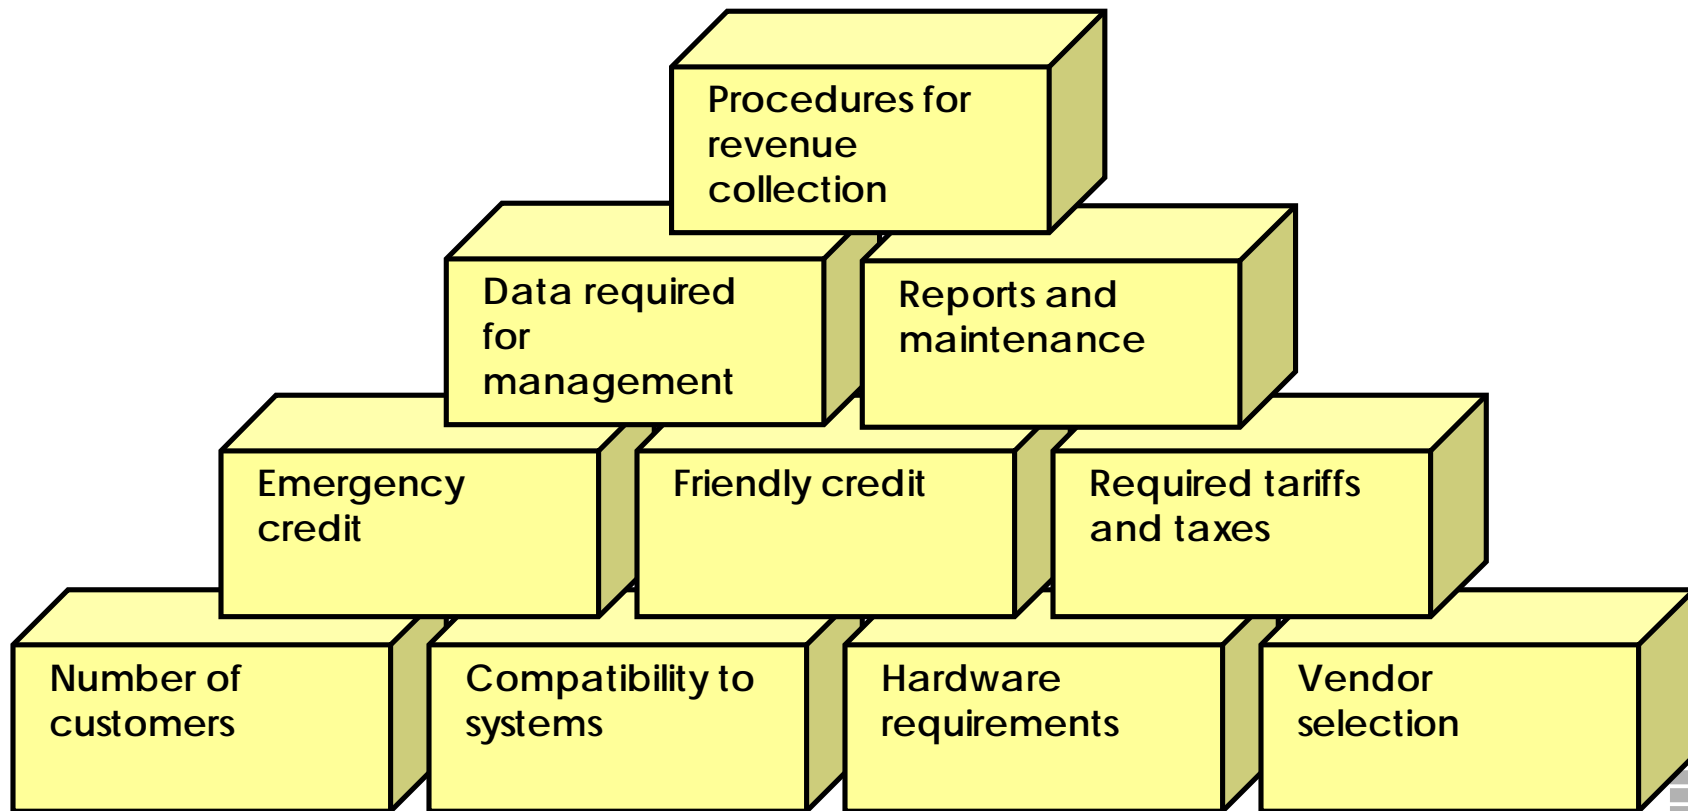 Procedures for
revenue
collection
Data required
for
management
Reports and
maintenance
Emergency
credit
Friendly credit
Required tariffs
and taxes
Number of
customers
Compatibility to
systems
Hardware
requirements
Vendor
selection